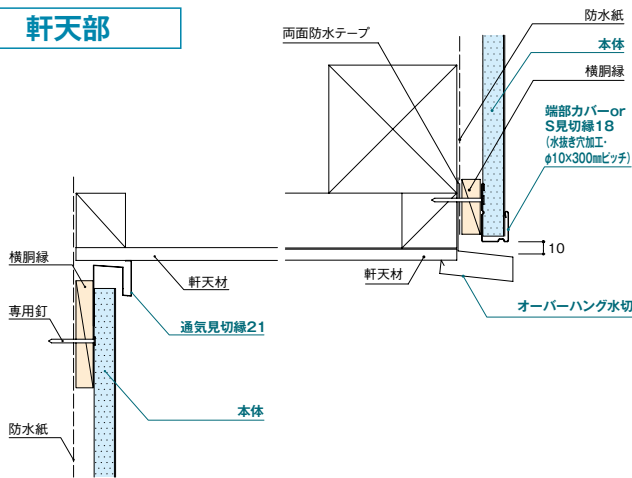 軒天部
両面防水テープ
防水紙
本体
横胴縁
端部カバーor
S見切縁18
(水抜き穴加工・
φ10×300mmピッチ)
10
軒天材
軒天材
オーバーハング水切
横胴縁
専用釘
通気見切縁21
本体
防水紙